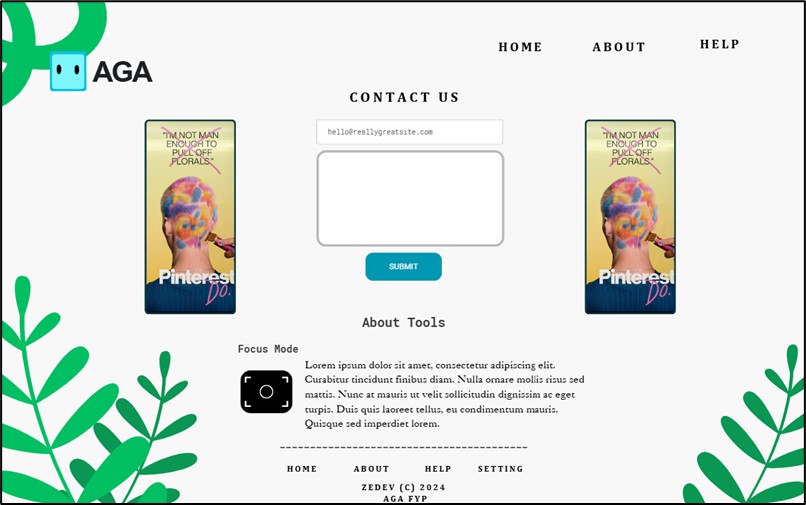 HOME ABOUT HELP
AGA
CONTACT US
"I'M NOT MAN
ENOUGH TO
PULL OFF
FLORALS."
Pinterest
Do.
hello@reallygreatsite.com
SUBMIT
"I'M NOT MAN
ENOUGH TO
PULL OFF
FLORALS."
Pinterest
Do.
About Tools
Focus Mode
Lorem ipsum dolor sit amet, consectetur adipiscing elit.
Curabitur tincidunt finibus diam. Nulla ornare mollis risus sed
mattis. Nunc at mauris ut velit sollicitudin dignissim ac eget
turpis. Duis quis laoreet tellus, eu condimentum mauris.
Quisque sed imperdiet lorem.
HOME ABOUT HELP SETTING
ZEDEV (C) 2024
AGA FYP